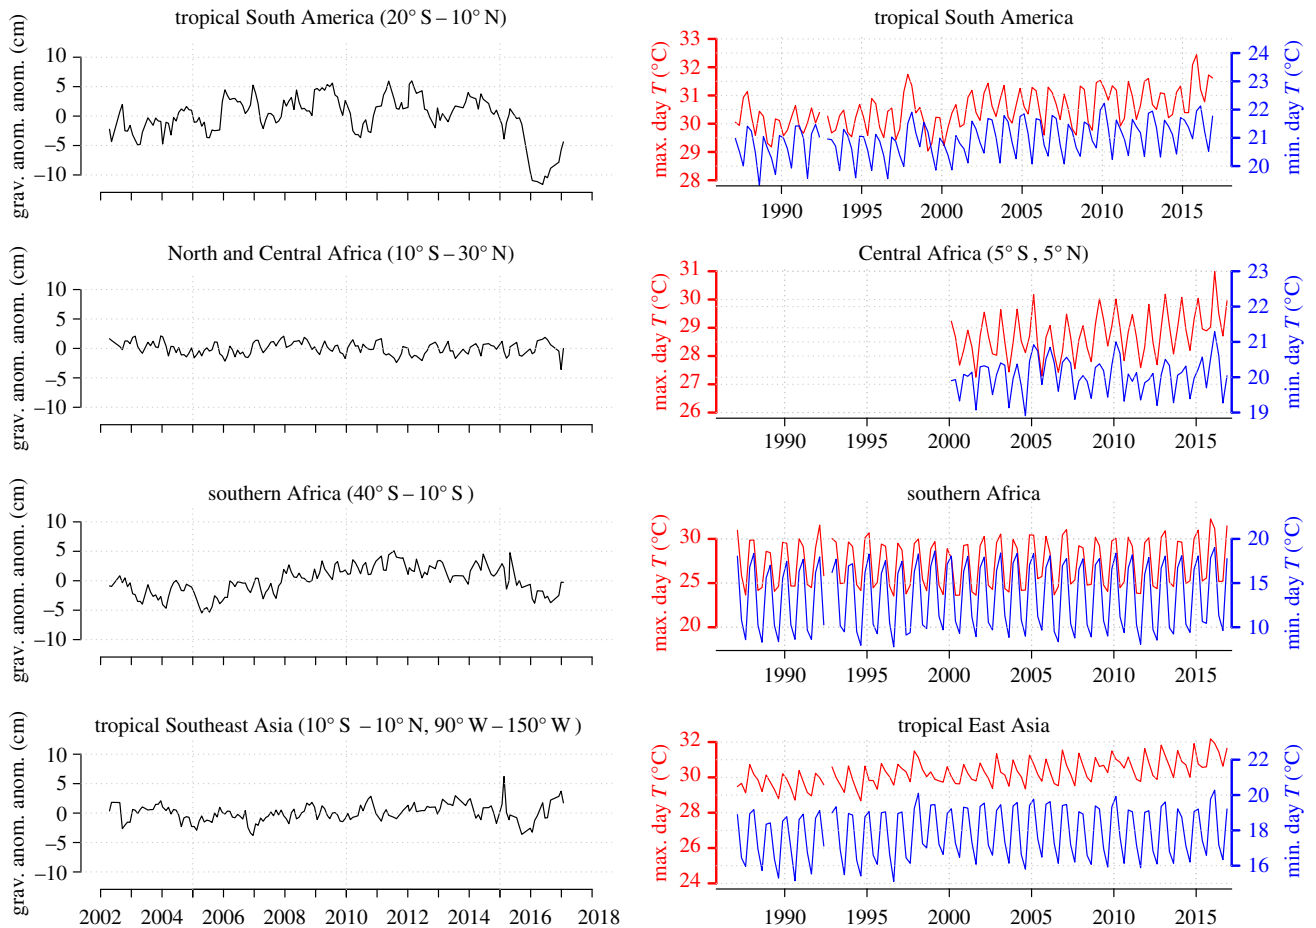 tropical South America (20° S – 10° N)
grav. anom. (cm)
10
5
0
–5
–10
tropical South America
max. day T (°C)
33
32
31
30
29
28
min. day T (°C)
24
23
22
21
20
1990 1995 2000 2005 2010 2015
North and Central Africa (10° S – 30° N)
grav. anom. (cm)
10
5
0
–5
–10
Central Africa (5° S , 5° N)
max. day T (°C)
31
30
29
28
27
26
min. day T (°C)
23
22
21
20
19
1990 1995 2000 2005 2010 2015
southern Africa (40° S – 10° S )
grav. anom. (cm)
10
5
0
–5
–10
southern Africa
max. day T (°C)
30
25
20
min. day T (°C)
20
15
10
1990 1995 2000 2005 2010 2015
tropical Southeast Asia (10° S – 10° N, 90° W – 150° W )
grav. anom. (cm)
10
5
0
–5
–10
2002 2004 2006 2008 2010 2012 2014 2016 2018
tropical East Asia
max. day T (°C)
32
30
28
26
24
min. day T (°C)
22
20
18
16
1990 1995 2000 2005 2010 2015